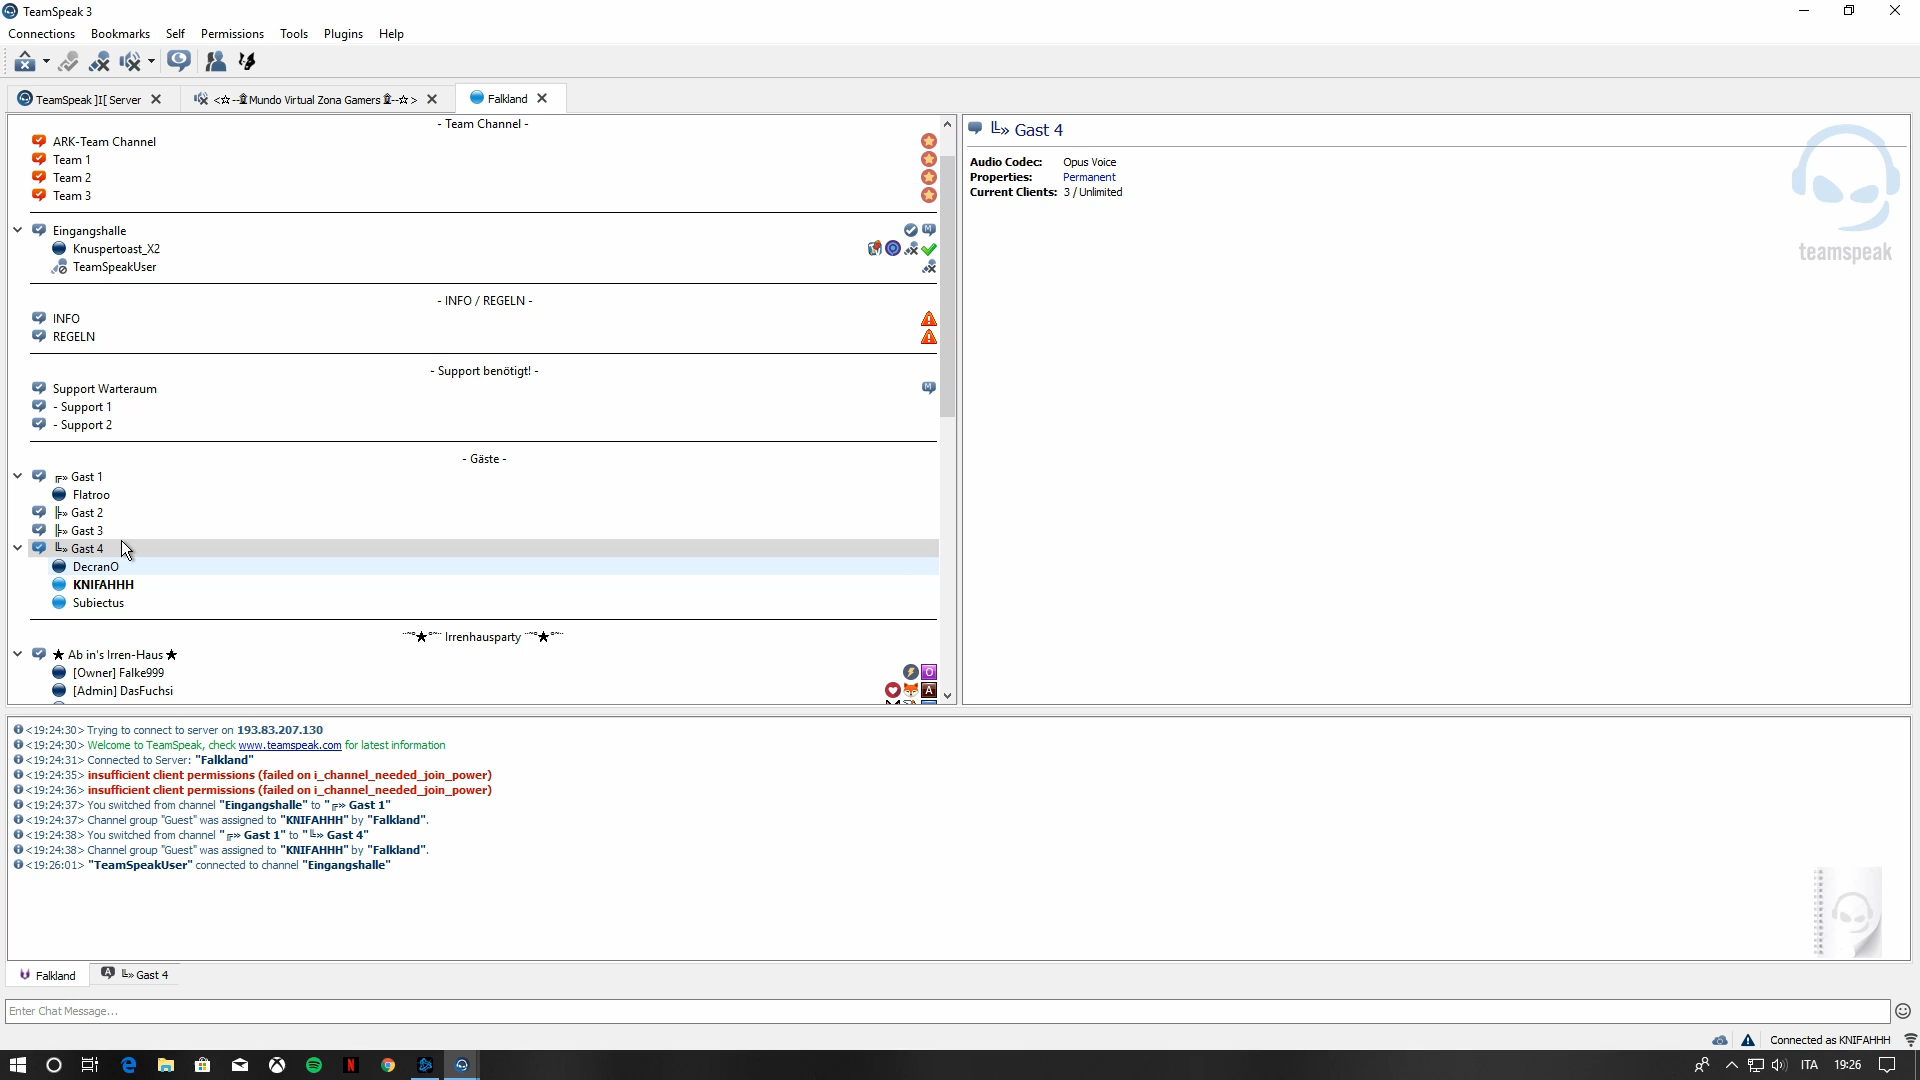 TeamSpeak 3
Connections Bookmarks Self Permissions Tools Plugins Help
TeamSpeak ]I[ Server
<☆--♛Mundo Virtual Zona Gamers ♛--☆>
Falkland
- Team Channel -
ARK-Team Channel
Team 1
Team 2
Team 3
Eingangshalle
Knuspertoast_X2
TeamSpeakUser
- INFO / REGELN -
INFO
REGELN
- Support benötigt! -
Support Warteraum
- Support 1
- Support 2
- Gäste -
╔» Gast 1
Flatroo
╠» Gast 2
╠» Gast 3
╚» Gast 4
DecranO
KNIFAHHH
Subiectus
¨˜°★°˜¨ Irrenhausparty ¨˜°★°˜¨
★ Ab in's Irren-Haus ★
[Owner] Falke999
[Admin] DasFuchsi
╚» Gast 4
Audio Codec: Opus Voice
Properties: Permanent
Current Clients: 3 / Unlimited
teamspeak
<19:24:30> Trying to connect to server on 193.83.207.130
<19:24:30> Welcome to TeamSpeak, check www.teamspeak.com for latest information
<19:24:31> Connected to Server: "Falkland"
<19:24:35> insufficient client permissions (failed on i_channel_needed_join_power)
<19:24:36> insufficient client permissions (failed on i_channel_needed_join_power)
<19:24:37> You switched from channel "Eingangshalle" to "╔» Gast 1"
<19:24:37> Channel group "Guest" was assigned to "KNIFAHHH" by "Falkland".
<19:24:38> You switched from channel "╔» Gast 1" to "╚» Gast 4"
<19:24:38> Channel group "Guest" was assigned to "KNIFAHHH" by "Falkland".
<19:26:01> "TeamSpeakUser" connected to channel "Eingangshalle"
Falkland
╚» Gast 4
Enter Chat Message...
Connected as KNIFAHHH
ITA 19:26